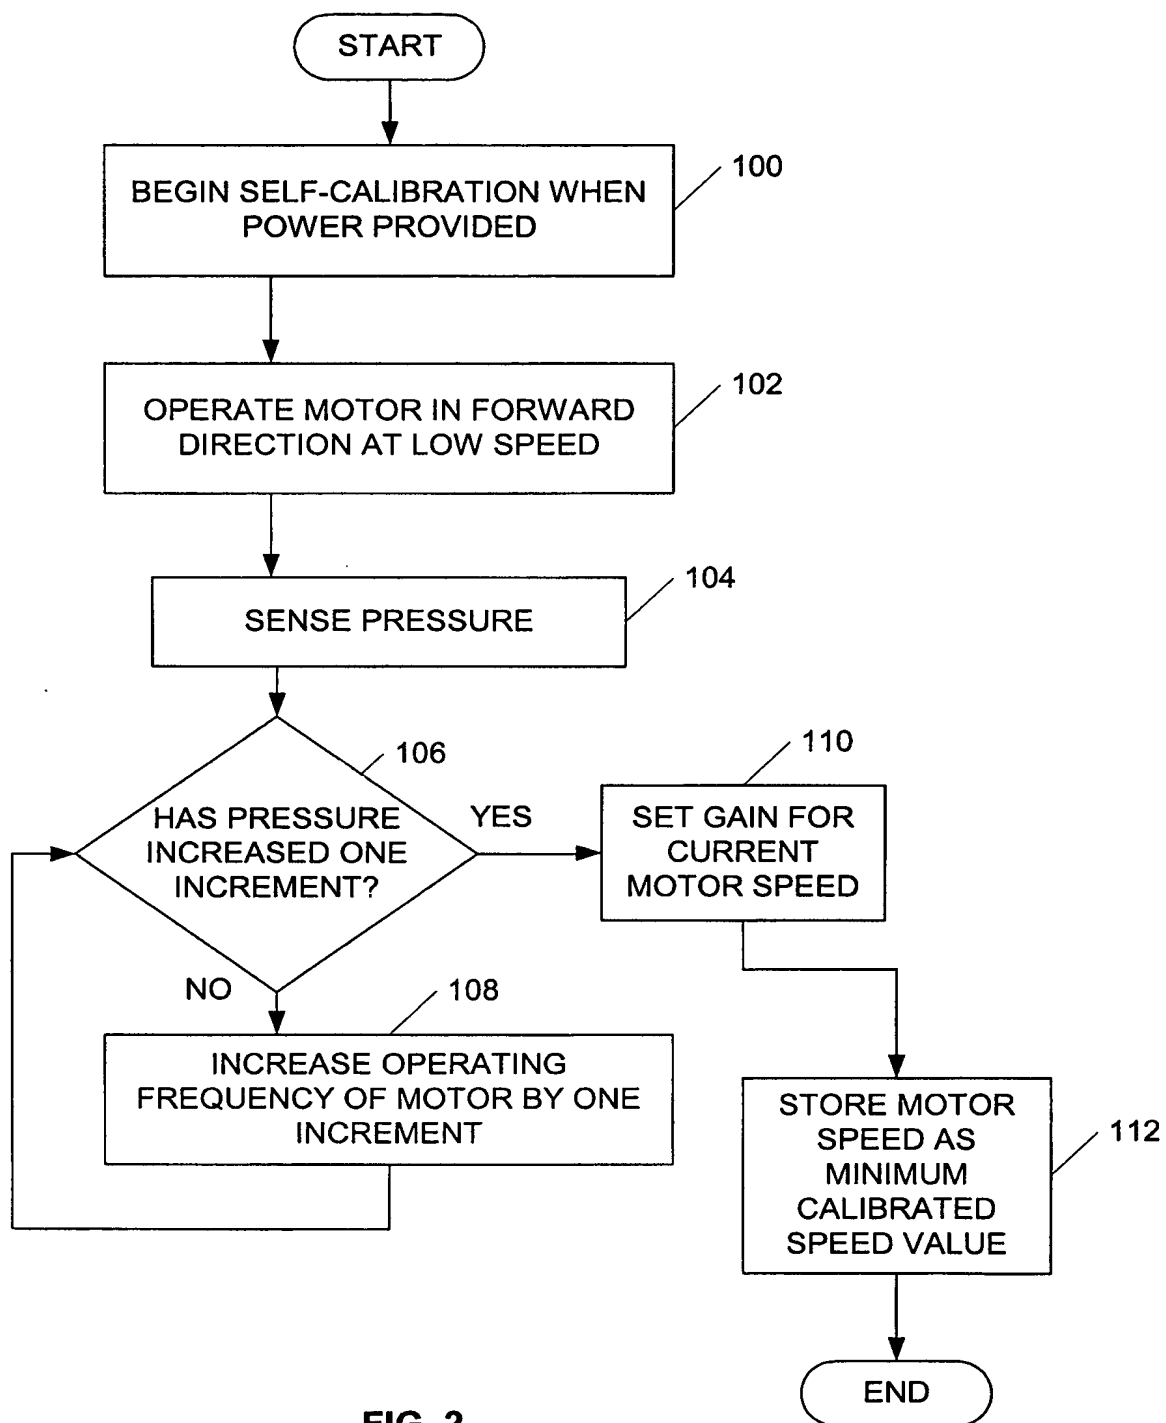 START
BEGIN SELF-CALIBRATION WHEN
POWER PROVIDED
100
OPERATE MOTOR IN FORWARD
DIRECTION AT LOW SPEED
102
SENSE PRESSURE
104
HAS PRESSURE
INCREASED ONE
INCREMENT?
106
YES
NO
INCREASE OPERATING
FREQUENCY OF MOTOR BY ONE
INCREMENT
108
SET GAIN FOR
CURRENT
MOTOR SPEED
110
STORE MOTOR
SPEED AS
MINIMUM
CALIBRATED
SPEED VALUE
112
END
FIG. 2